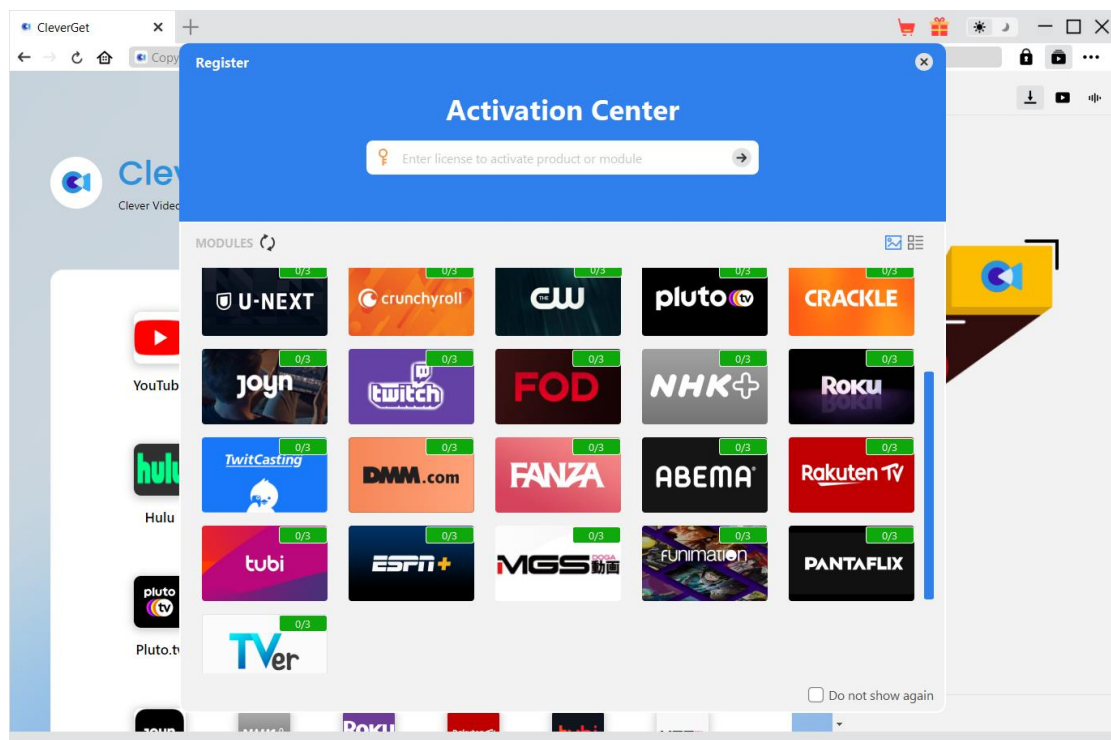 CleverGet
Copy
Register
Activation Center
Enter license to activate product or module
Cle
Clever Videc
MODULES
0/3
0/3
0/3
0/3
0/3
U-NEXT
crunchyroll
THE CW
pluto tv
CRACKLE
0/3
0/3
0/3
0/3
0/3
joyn
twitch
FOD
NHK+
ROKU
YouTub
0/3
0/3
0/3
0/3
0/3
TwitCasting
DMM.com
FANZA
ABEMA
Rakuten TV
hulu
Hulu
0/3
0/3
0/3
0/3
0/3
tubi
ESPN+
MGS動画
DOGA
FUNIMATION
PANTAFLIX
pluto
tv
Pluto.tv
0/3
TVer
Do not show again